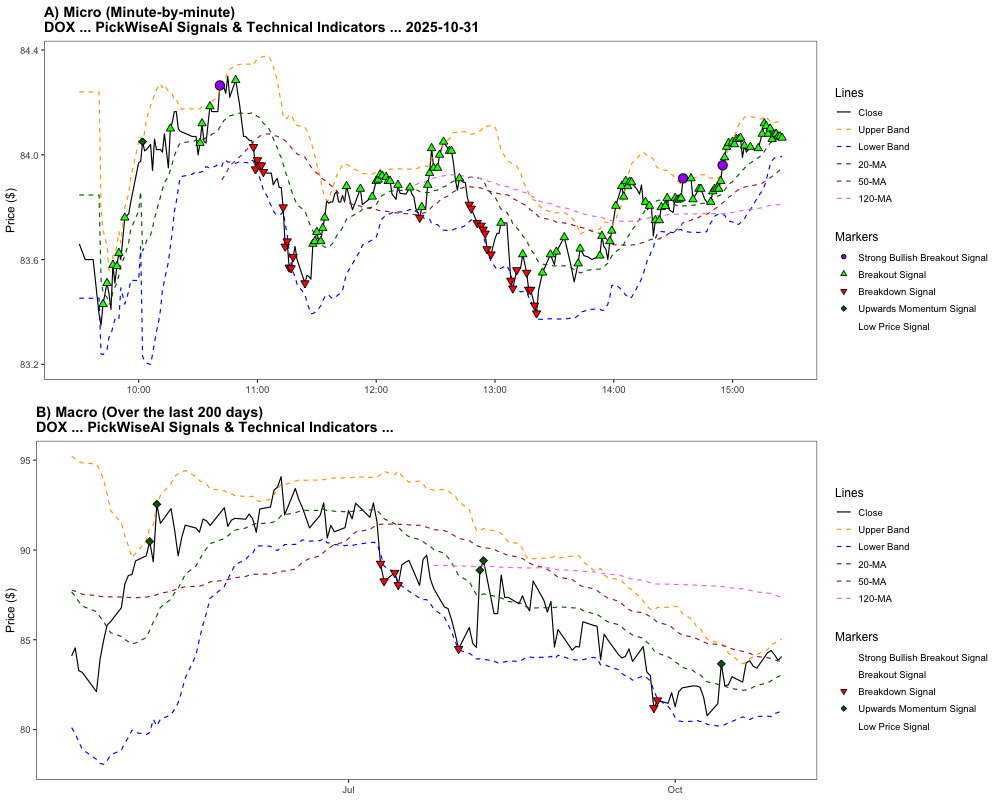 A) Micro (Minute-by-minute)
DOX ... PickWiseAI Signals & Technical Indicators ... 2025-10-31
Price ($)
84.4
84.0
83.6
83.2
10:00
11:00
12:00
13:00
14:00
15:00
Lines
Close
Upper Band
Lower Band
20-MA
50-MA
120-MA
Markers
Strong Bullish Breakout Signal
Breakout Signal
Breakdown Signal
Upwards Momentum Signal
Low Price Signal
B) Macro (Over the last 200 days)
DOX ... PickWiseAI Signals & Technical Indicators ...
Price ($)
95
90
85
80
Jul
Oct
Lines
Close
Upper Band
Lower Band
20-MA
50-MA
120-MA
Markers
Strong Bullish Breakout Signal
Breakout Signal
Breakdown Signal
Upwards Momentum Signal
Low Price Signal